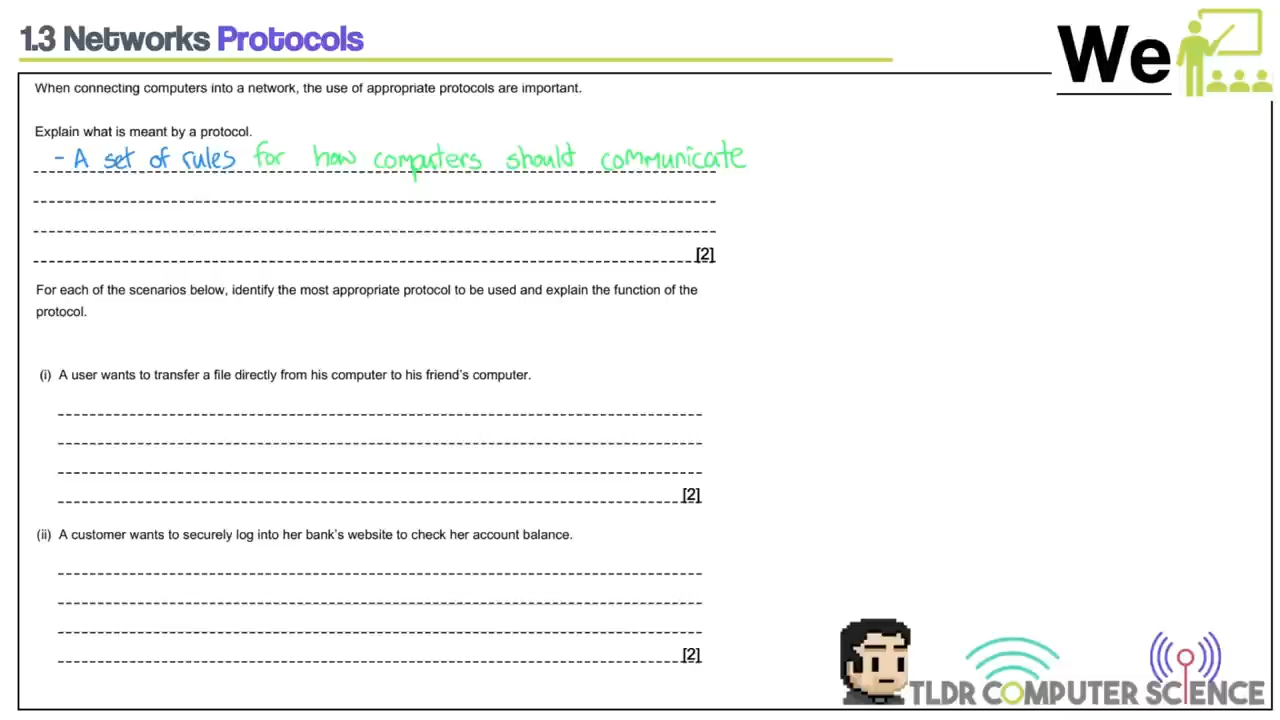 1.3 Networks Protocols
We
When connecting computers into a network, the use of appropriate protocols are important.
Explain what is meant by a protocol.
- A set of rules for how computers should communicate
[2]
For each of the scenarios below, identify the most appropriate protocol to be used and explain the function of the
protocol.
(i) A user wants to transfer a file directly from his computer to his friend's computer.
[2]
(ii) A customer wants to securely log into her bank's website to check her account balance.
[2]
TLDR COMPUTER SCIENCE